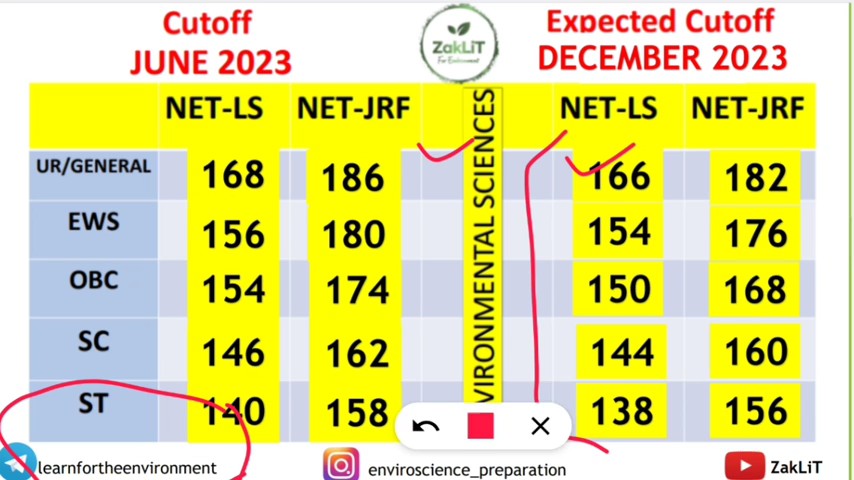 Cutoff
JUNE 2023
ZakLiT
For Environment
Expected Cutoff
DECEMBER 2023
NET-LS NET-JRF NET-LS NET-JRF
UR/GENERAL 168 186 166 182
EWS 156 180 154 176
OBC 154 174 150 168
SC 146 162 144 160
ST 140 158 138 156
VIRONMENTAL SCIENCES
learnfortheenvironment
enviroscience_preparation
ZakLiT